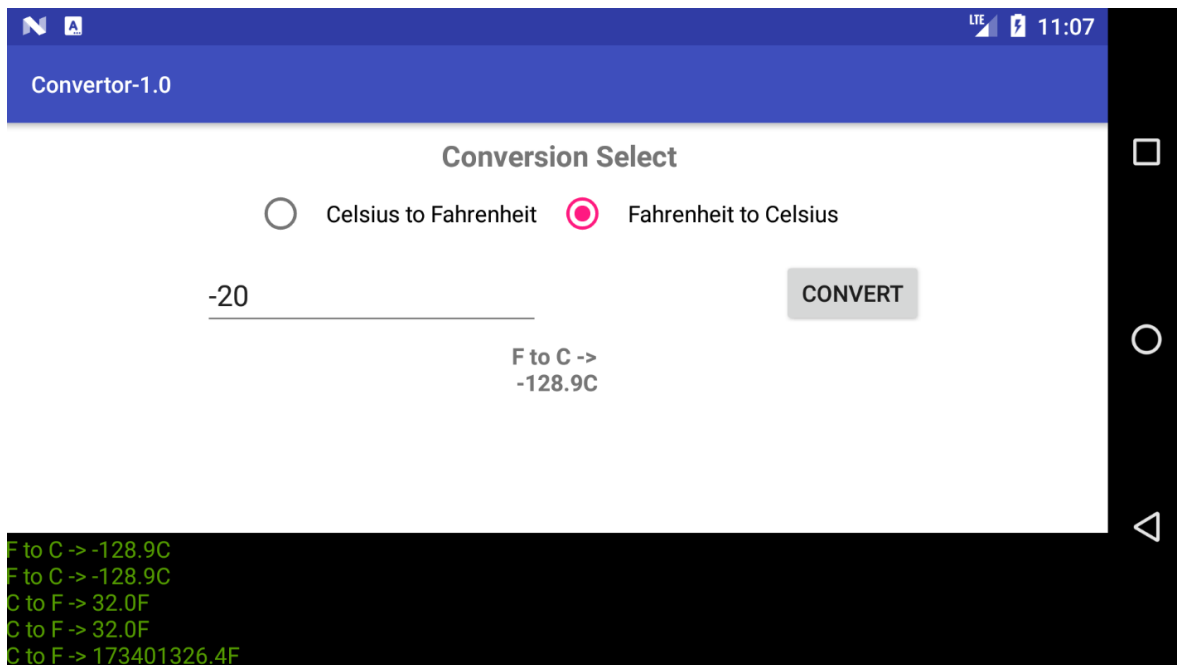 LTE 11:07
Convertor-1.0
Conversion Select
Celsius to Fahrenheit Fahrenheit to Celsius
-20 CONVERT
F to C ->
-128.9C
F to C -> -128.9C
F to C -> -128.9C
C to F -> 32.0F
C to F -> 32.0F
C to F -> 173401326.4F